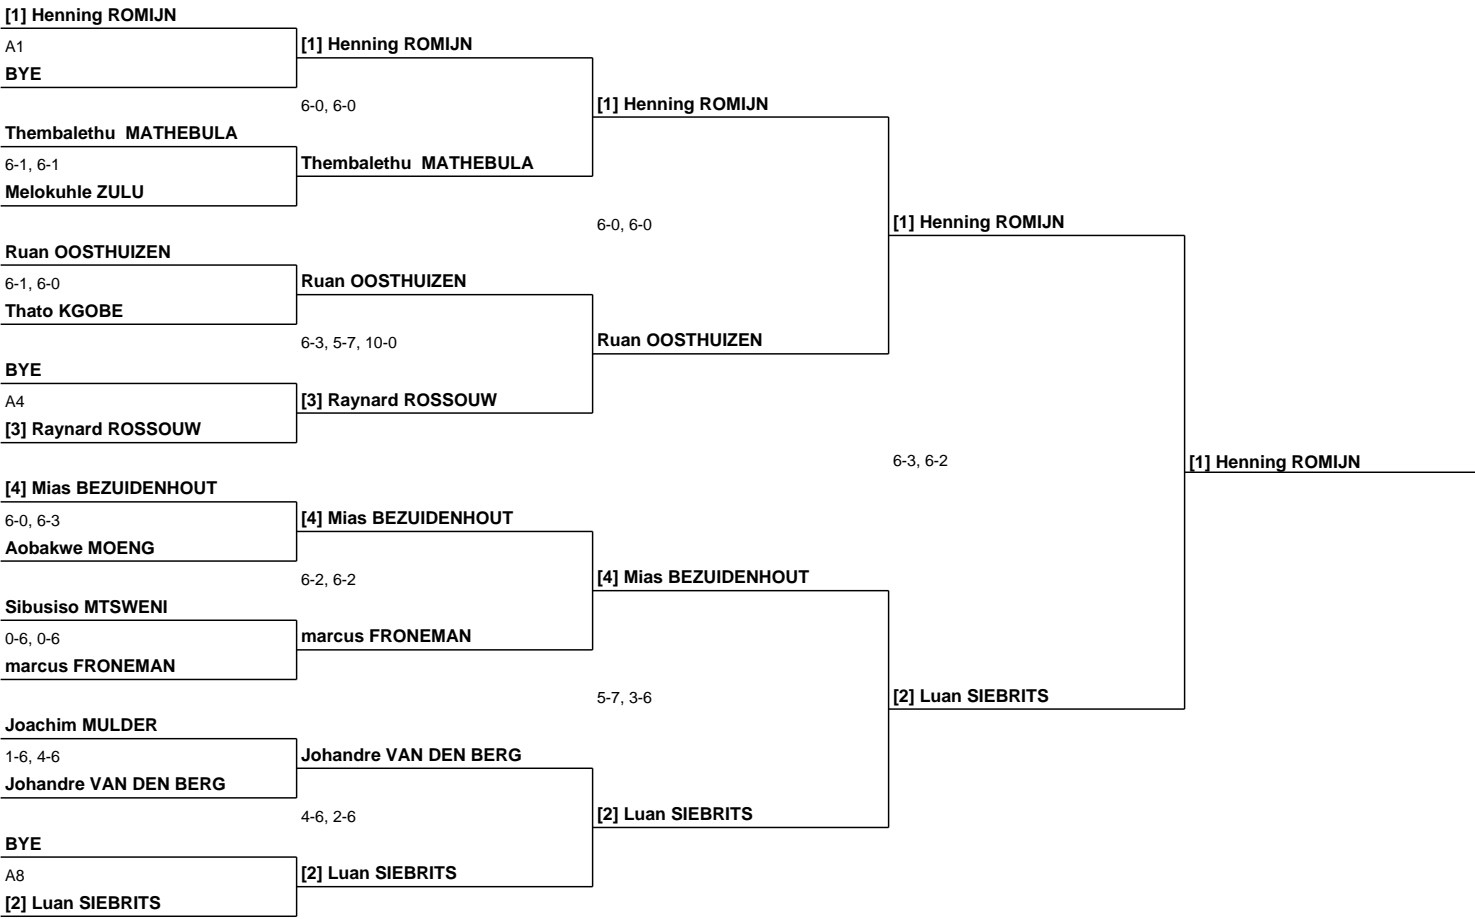 [1] Henning ROMIJN
A1
BYE
Thembalethu  MATHEBULA
6-1, 6-1
Melokuhle ZULU
Ruan OOSTHUIZEN
6-1, 6-0
Thato KGOBE
BYE
A4
[3] Raynard ROSSOUW
[4] Mias BEZUIDENHOUT
6-0, 6-3
Aobakwe MOENG
Sibusiso MTSWENI
0-6, 0-6
marcus FRONEMAN
Joachim MULDER
1-6, 4-6
Johandre VAN DEN BERG
BYE
A8
[2] Luan SIEBRITS
[1] Henning ROMIJN
6-0, 6-0
Thembalethu  MATHEBULA
Ruan OOSTHUIZEN
6-3, 5-7, 10-0
[3] Raynard ROSSOUW
[4] Mias BEZUIDENHOUT
6-2, 6-2
marcus FRONEMAN
Johandre VAN DEN BERG
4-6, 2-6
[2] Luan SIEBRITS
[1] Henning ROMIJN
6-0, 6-0
Ruan OOSTHUIZEN
[4] Mias BEZUIDENHOUT
5-7, 3-6
[2] Luan SIEBRITS
[1] Henning ROMIJN
6-3, 6-2
[2] Luan SIEBRITS
[1] Henning ROMIJN